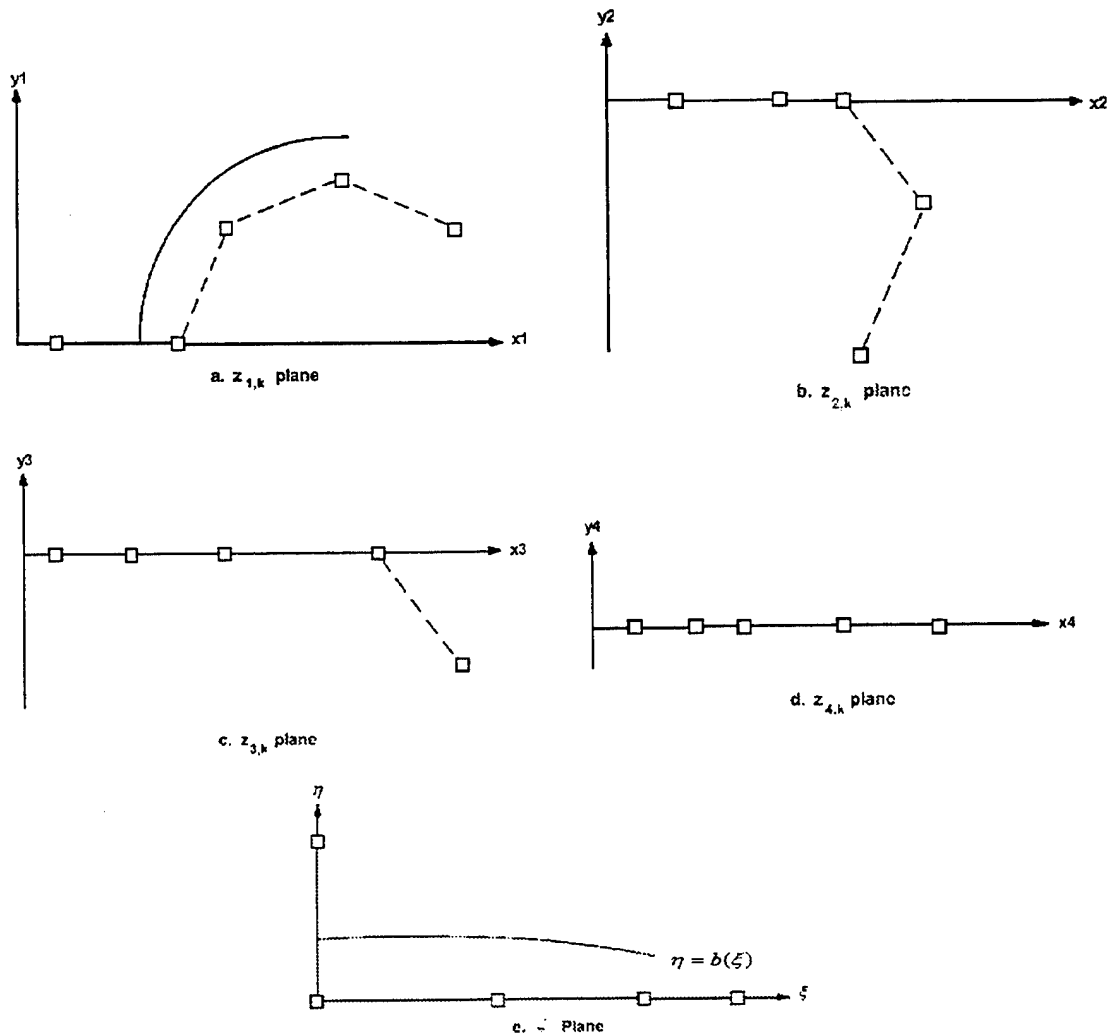 y1
x1
a. z1,k plane
y2
x2
b. z2,k plane
y3
x3
c. z3,k plane
y4
x4
d. z4,k plane
η
η = b(ξ)
ξ
e. Plane